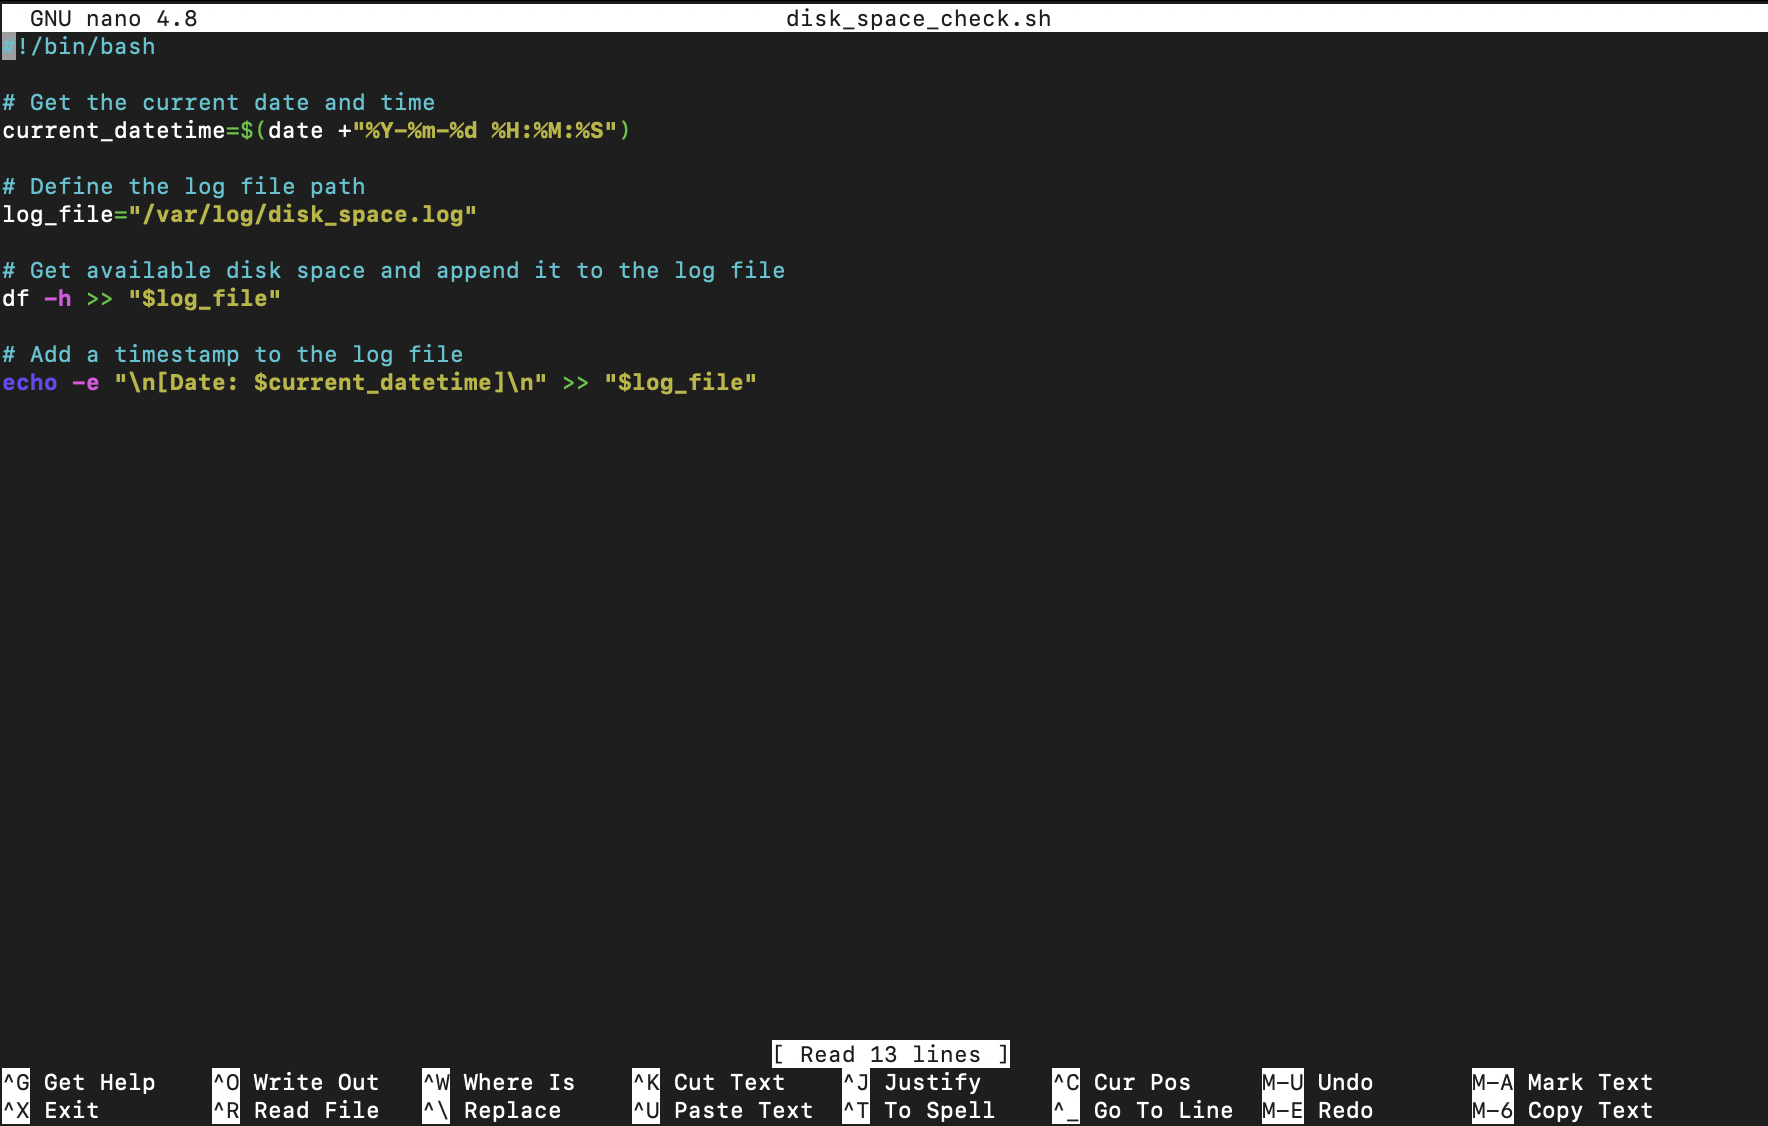 GNU nano 4.8 disk_space_check.sh
#!/bin/bash
# Get the current date and time
current_datetime=$(date +"%Y-%m-%d %H:%M:%S")
# Define the log file path
log_file="/var/log/disk_space.log"
# Get available disk space and append it to the log file
df -h >> "$log_file"
# Add a timestamp to the log file
echo -e "\n[Date: $current_datetime]\n" >> "$log_file"
[ Read 13 lines ]
^G Get Help ^O Write Out ^W Where Is ^K Cut Text ^J Justify ^C Cur Pos M-U Undo M-A Mark Text
^X Exit ^R Read File ^\ Replace ^U Paste Text ^T To Spell ^_ Go To Line M-E Redo M-6 Copy Text